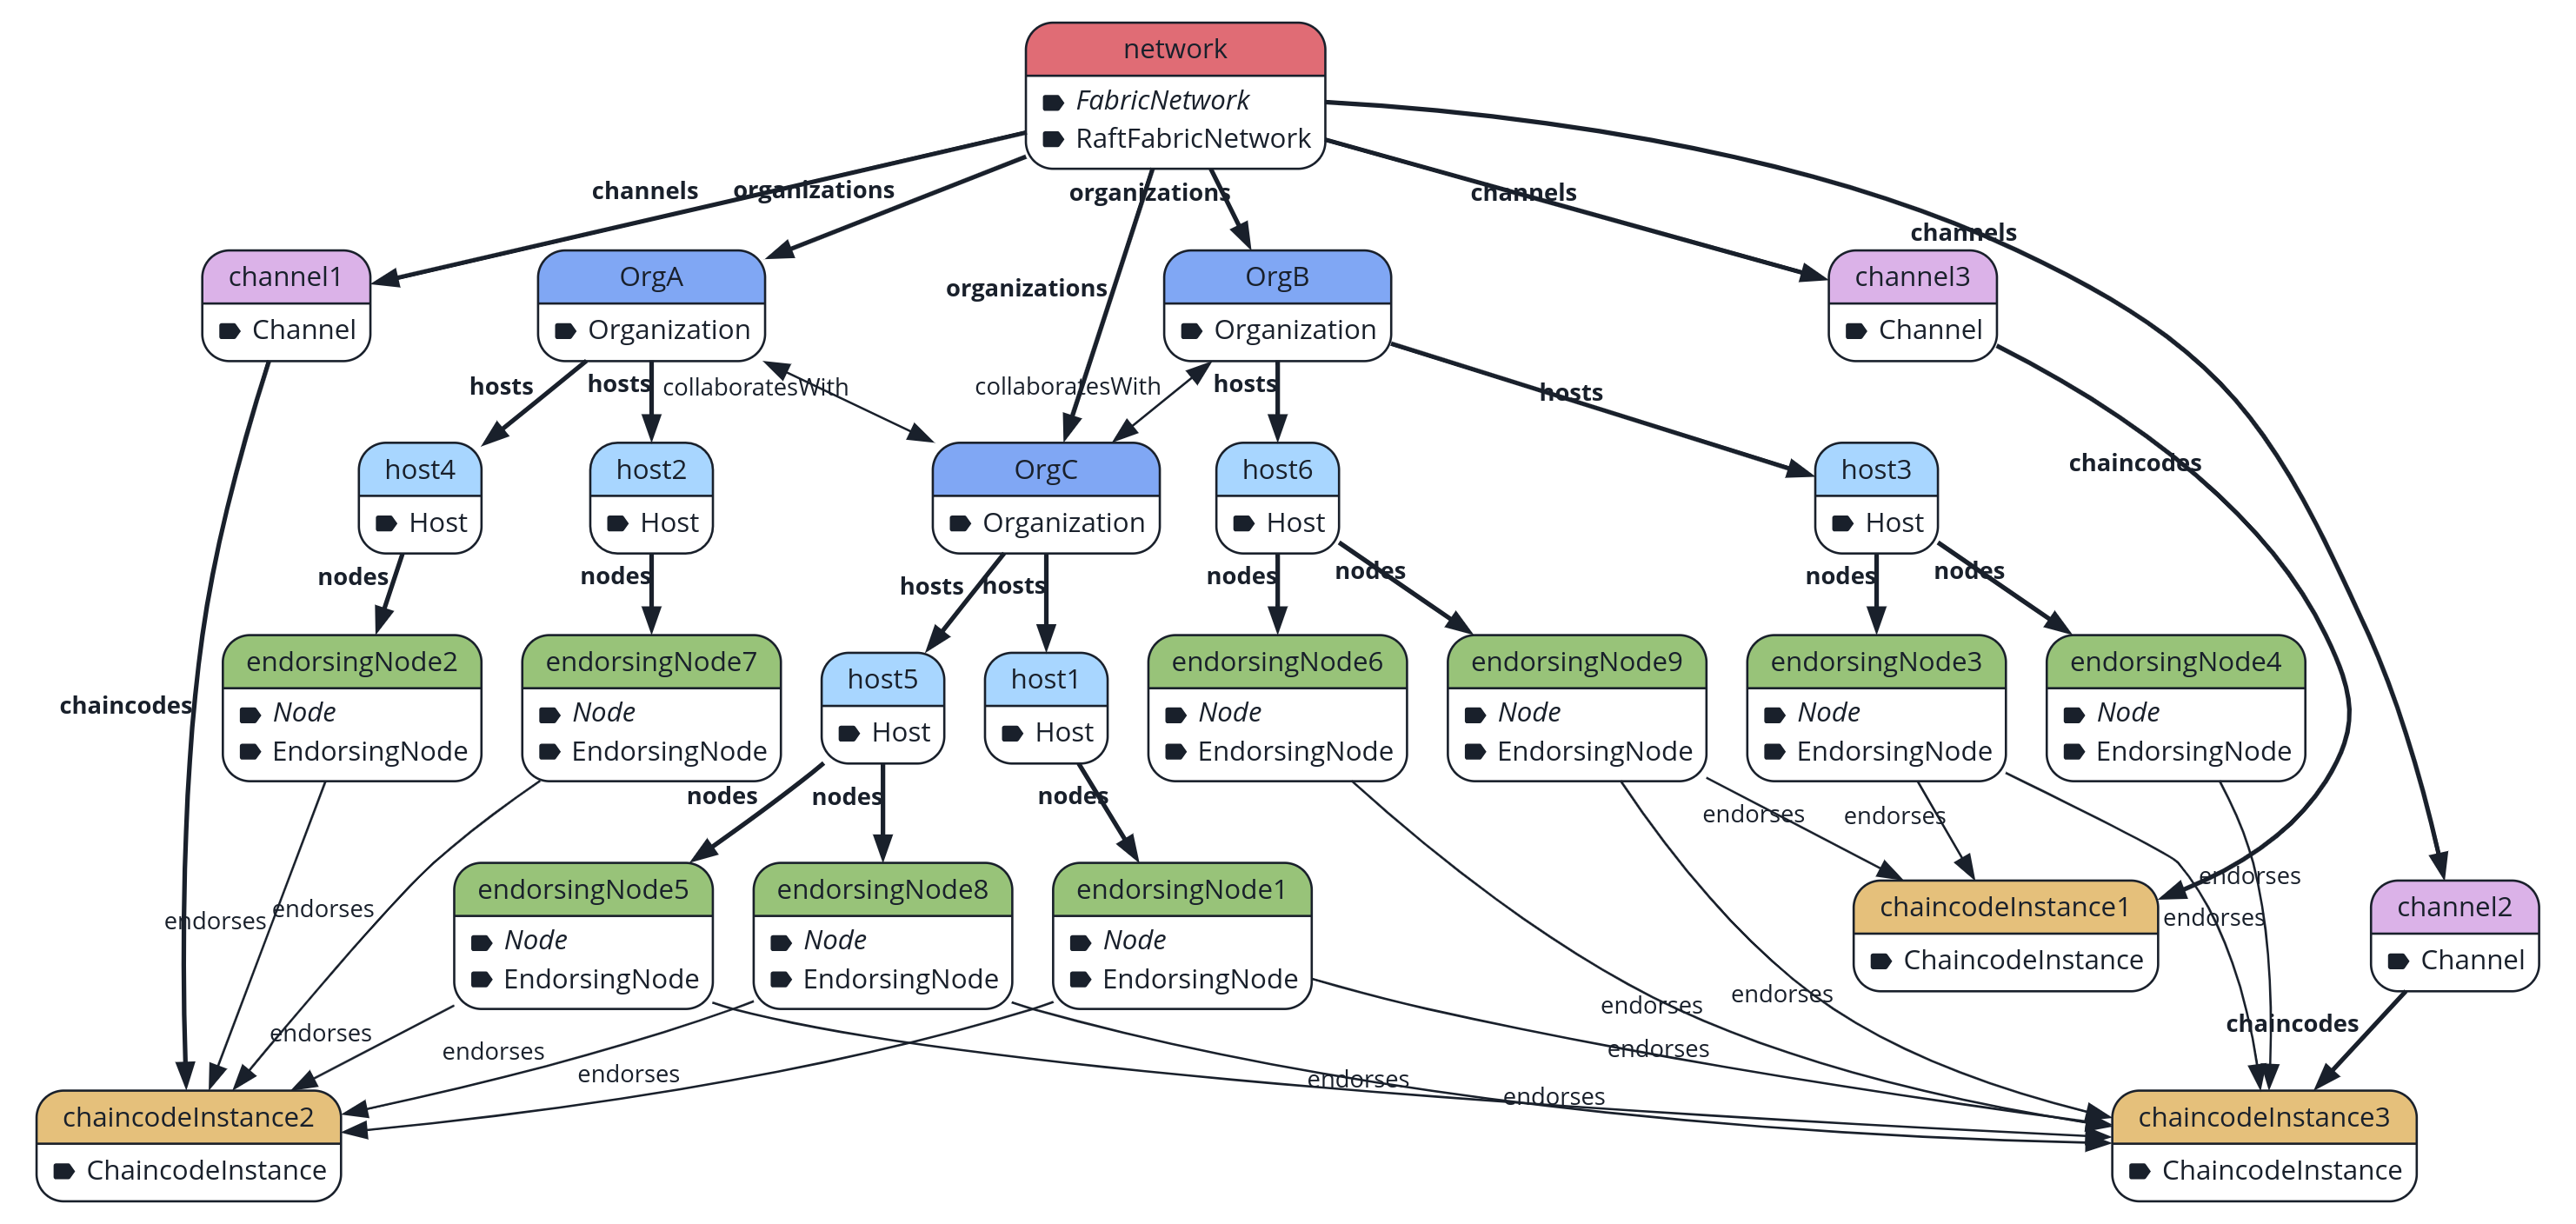 network
FabricNetwork
RaftFabricNetwork
channels
organizations
organizations
channels
channels
organizations
channel1
Channel
OrgA
Organization
OrgB
Organization
channel3
Channel
hosts
hosts
collaboratesWith
collaboratesWith
hosts
hosts
chaincodes
host4
Host
host2
Host
OrgC
Organization
host6
Host
host3
Host
nodes
nodes
hosts
hosts
nodes
nodes
nodes
nodes
chaincodes
endorsingNode2
Node
EndorsingNode
endorsingNode7
Node
EndorsingNode
host5
Host
host1
Host
endorsingNode6
Node
EndorsingNode
endorsingNode9
Node
EndorsingNode
endorsingNode3
Node
EndorsingNode
endorsingNode4
Node
EndorsingNode
nodes
nodes
nodes
endorses
endorses
endorses
endorses
endorses
endorses
endorsingNode5
Node
EndorsingNode
endorsingNode8
Node
EndorsingNode
endorsingNode1
Node
EndorsingNode
chaincodeInstance1
ChaincodeInstance
channel2
Channel
endorses
endorses
endorses
endorses
endorses
endorses
endorses
endorses
chaincodes
chaincodeInstance2
ChaincodeInstance
chaincodeInstance3
ChaincodeInstance